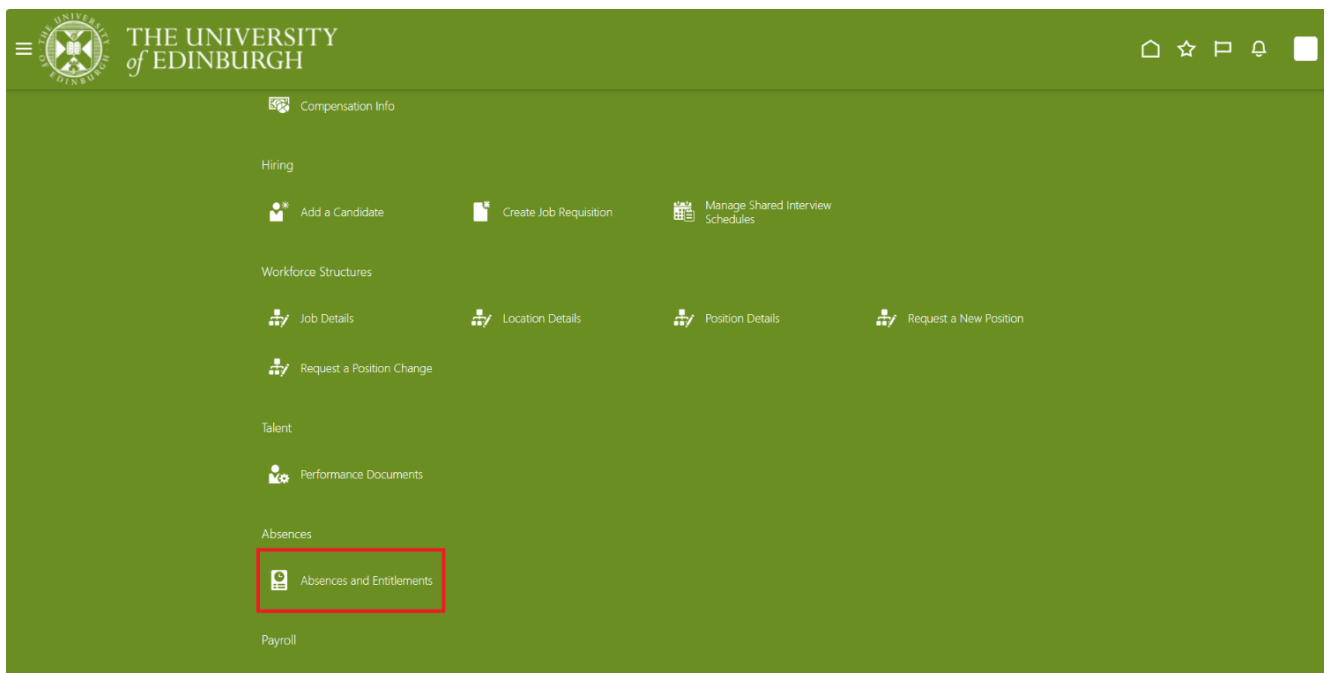 THE UNIVERSITY
of EDINBURGH
Compensation Info
Hiring
Add a Candidate
Create Job Requisition
Manage Shared Interview
Schedules
Workforce Structures
Job Details
Location Details
Position Details
Request a New Position
Request a Position Change
Talent
Performance Documents
Absences
Absences and Entitlements
Payroll